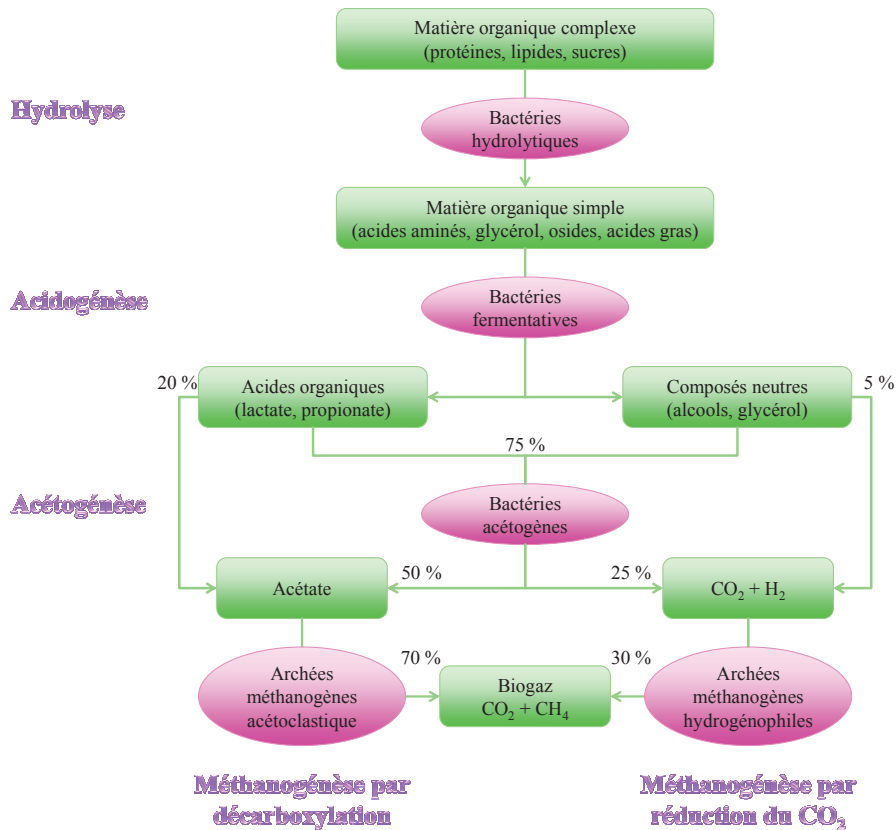 Matière organique complexe
(protéines, lipides, sucres)
Hydrolyse
Bactéries
hydrolytiques
Matière organique simple
(acides aminés, glycérol, osides, acides gras)
Acidogénèse
Bactéries
fermentatives
20 %
Acides organiques
(lactate, propionate)
Composés neutres
(alcools, glycérol)
5 %
75 %
Acétogénèse
Bactéries
acétogènes
Acétate
50 %
25 %
CO₂ + H₂
Archées
méthanogènes
acétoclastique
70 %
Biogaz
CO₂ + CH₄
30 %
Archées
méthanogènes
hydrogénophiles
Méthanogénèse par
décarboxylation
Méthanogénèse par
réduction du CO₂